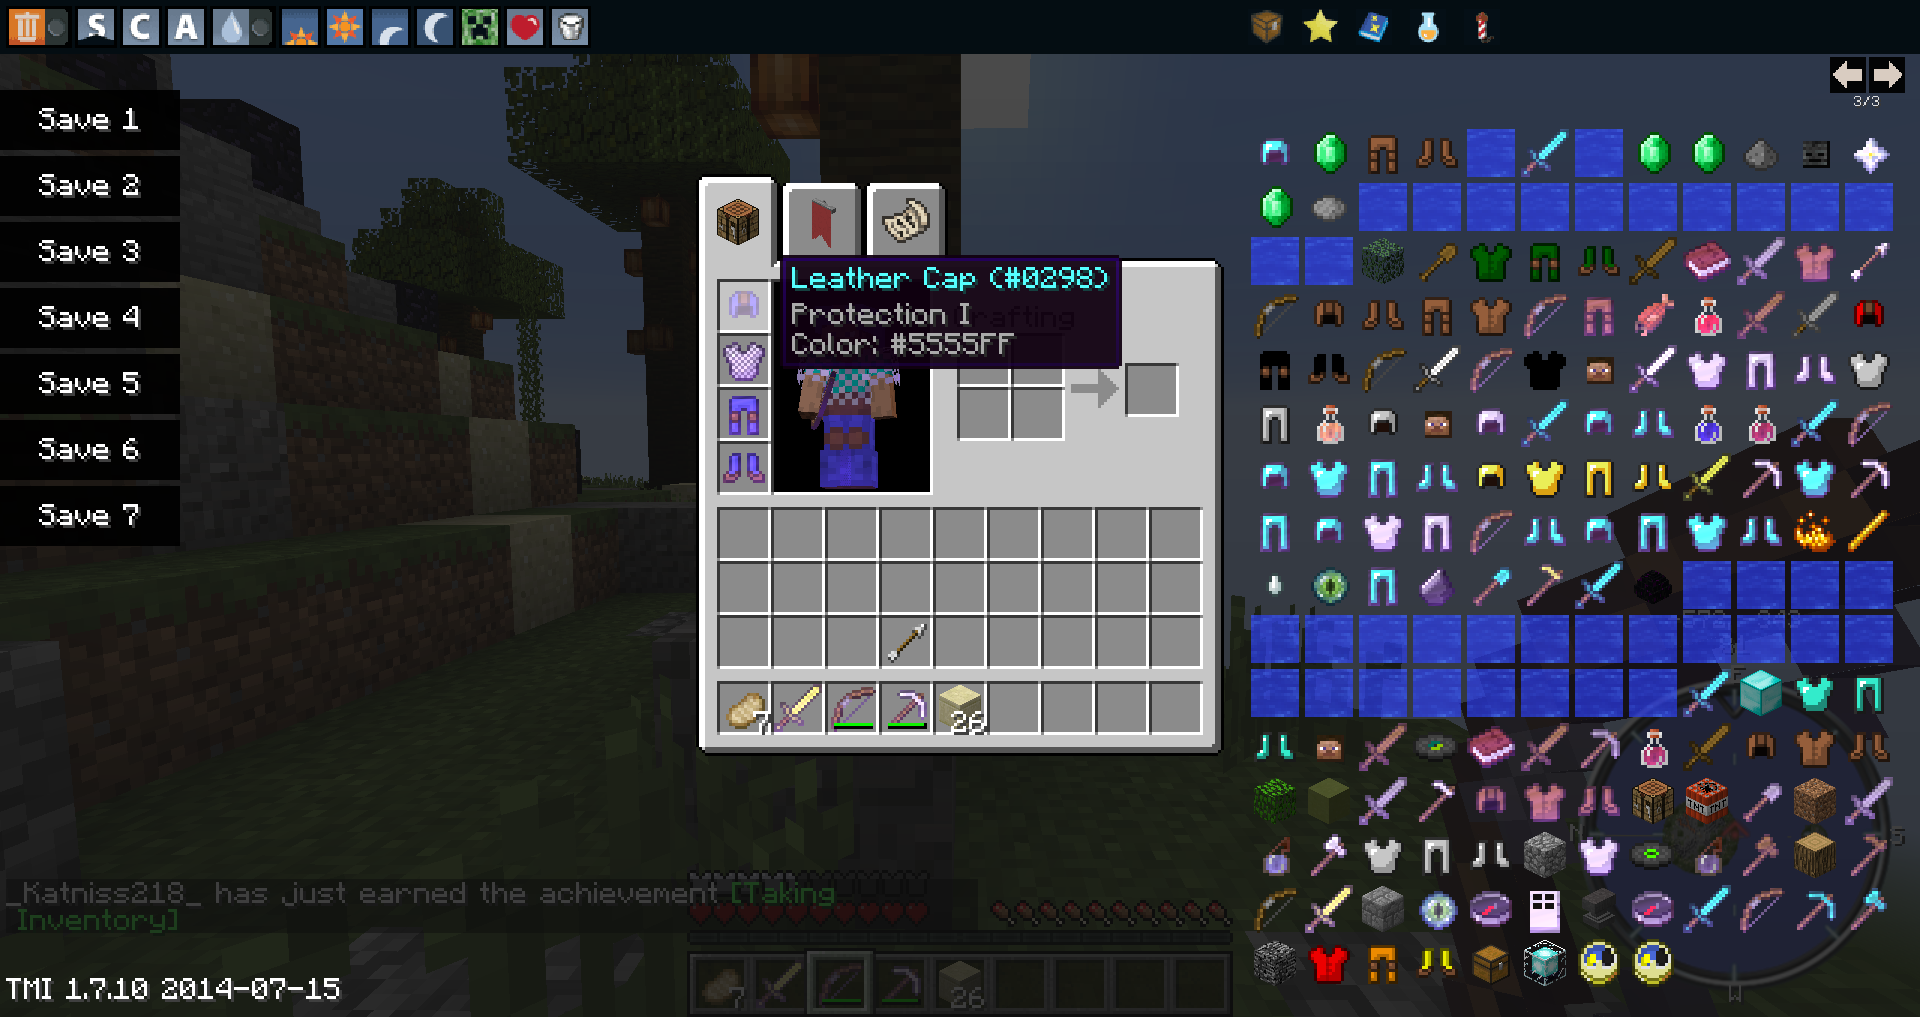 S C A
3/3
Save 1
Save 2
Save 3
Save 4
Save 5
Save 6
Save 7
Leather Cap (#0298)
Protection I
Color: #5555FF
7
26
_Katniss218_ has just earned the achievement [Taking
Inventory]
TNT TNT
N
S
W
7
26
TMI 1.7.10 2014-07-15